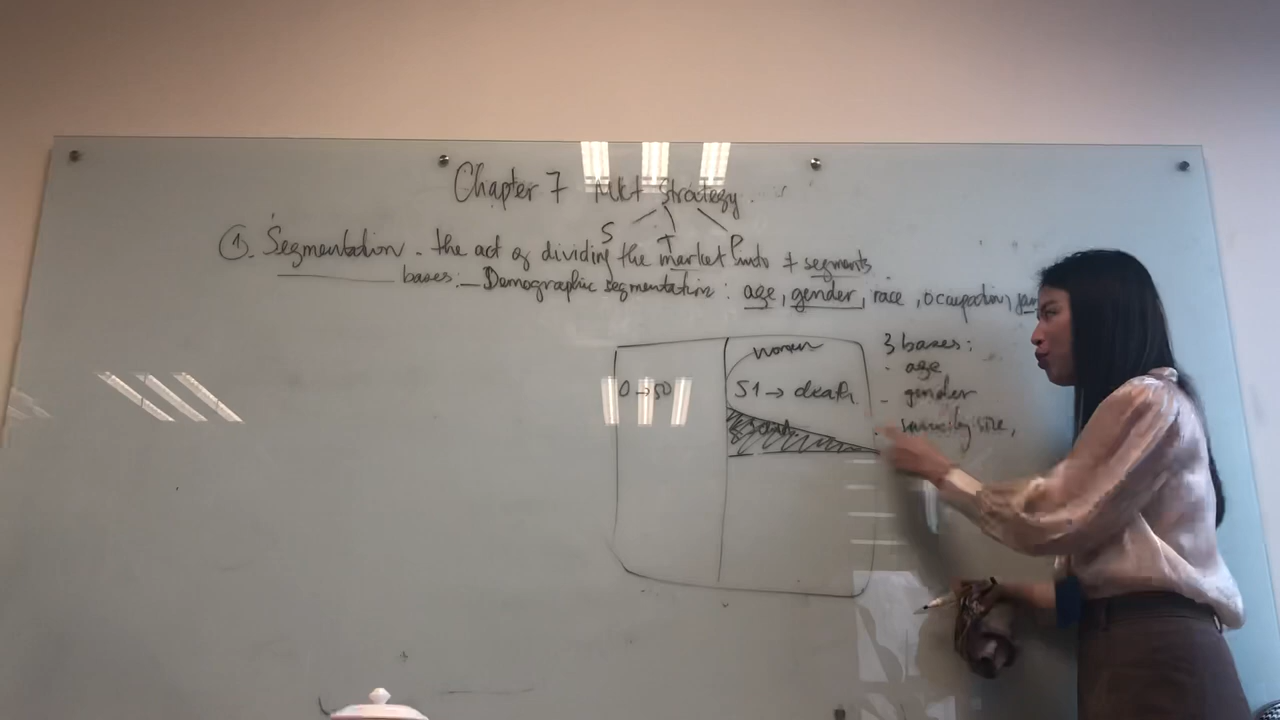 Chapter 7 Mkt Strategy
S T P
①. Segmentation - the act of dividing the market into ≠ segments
bases: - Demographic segmentation: age, gender, race, occupation,
women
0 → 50
51 → death
3 bases:
- age
- gender
- size,